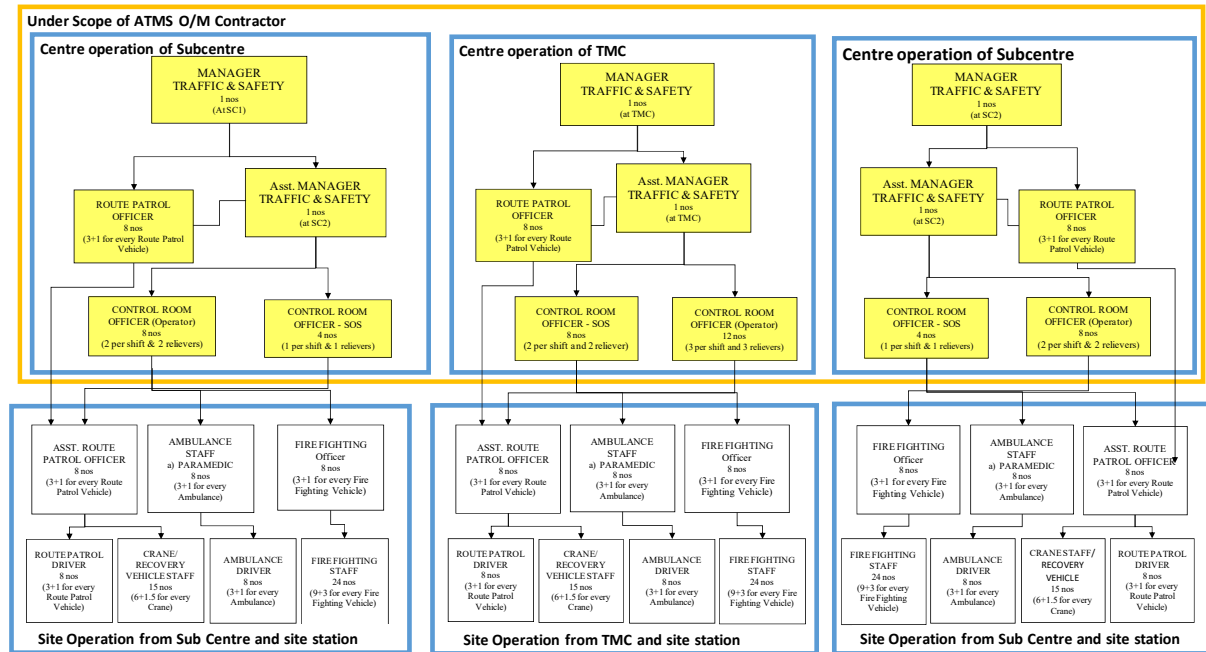 Under Scope of ATMS O/M Contractor
Centre operation of Subcentre
MANAGER
TRAFFIC & SAFETY
1 nos
(At SC1)
ROUTE PATROL
OFFICER
8 nos
(3+1 for every Route Patrol
Vehicle)
Asst. MANAGER
TRAFFIC & SAFETY
1 nos
(at SC2)
CONTROL ROOM
OFFICER (Operator)
8 nos
(2 per shift & 2 relievers)
CONTROL ROOM
OFFICER - SOS
4 nos
(1 per shift & 1 relievers)
Centre operation of TMC
MANAGER
TRAFFIC & SAFETY
1 nos
(at TMC)
ROUTE PATROL
OFFICER
8 nos
(3+1 for every Route Patrol
Vehicle)
Asst. MANAGER
TRAFFIC & SAFETY
1 nos
(at TMC)
CONTROL ROOM
OFFICER - SOS
8 nos
(2 per shift and 2 reliever)
CONTROL ROOM
OFFICER (Operator)
12 nos
(3 per shift and 3 relievers)
Centre operation of Subcentre
MANAGER
TRAFFIC & SAFETY
1 nos
(at SC2)
Asst. MANAGER
TRAFFIC & SAFETY
1 nos
(at SC2)
ROUTE PATROL
OFFICER
8 nos
(3+1 for every Route Patrol
Vehicle)
CONTROL ROOM
OFFICER - SOS
4 nos
(1 per shift & 1 relievers)
CONTROL ROOM
OFFICER (Operator)
8 nos
(2 per shift & 2 relievers)
ASST. ROUTE
PATROL OFFICER
8 nos
(3+1 for every Route
Patrol Vehicle)
AMBULANCE
STAFF
a) PARAMEDIC
8 nos
(3+1 for every
Ambulance)
FIRE FIGHTING
Officer
8 nos
(3+1 for every Fire
Fighting Vehicle)
ROUTE PATROL
DRIVER
8 nos
(3+1 for every
Route Patrol
Vehicle)
CRANE/
RECOVERY
VEHICLE STAFF
15 nos
(6+1.5 for every
Crane)
AMBULANCE
DRIVER
8 nos
(3+1 for every
Ambulance)
FIRE FIGHTING
STAFF
24 nos
(9+3 for every Fire
Fighting Vehicle)
Site Operation from Sub Centre and site station
ASST. ROUTE
PATROL OFFICER
8 nos
(3+1 for every Route
Patrol Vehicle)
AMBULANCE
STAFF
a) PARAMEDIC
8 nos
(3+1 for every
Ambulance)
FIRE FIGHTING
Officer
8 nos
(3+1 for every Fire
Fighting Vehicle)
ROUTE PATROL
DRIVER
8 nos
(3+1 for every
Route Patrol
Vehicle)
CRANE/
RECOVERY
VEHICLE STAFF
15 nos
(6+1.5 for every
Crane)
AMBULANCE
DRIVER
8 nos
(3+1 for every
Ambulance)
FIRE FIGHTING
STAFF
24 nos
(9+3 for every Fire
Fighting Vehicle)
Site Operation from TMC and site station
FIRE FIGHTING
Officer
8 nos
(3+1 for every Fire
Fighting Vehicle)
AMBULANCE
STAFF
a) PARAMEDIC
8 nos
(3+1 for every
Ambulance)
ASST. ROUTE
PATROL OFFICER
8 nos
(3+1 for every Route
Patrol Vehicle)
FIRE FIGHTING
STAFF
24 nos
(9+3 for every
Fire Fighting
Vehicle)
AMBULANCE
DRIVER
8 nos
(3+1 for every
Ambulance)
CRANE STAFF/
RECOVERY
VEHICLE
15 nos
(6+1.5 for every
Crane)
ROUTE PATROL
DRIVER
8 nos
(3+1 for every
Route Patrol
Vehicle)
Site Operation from Sub Centre and site station